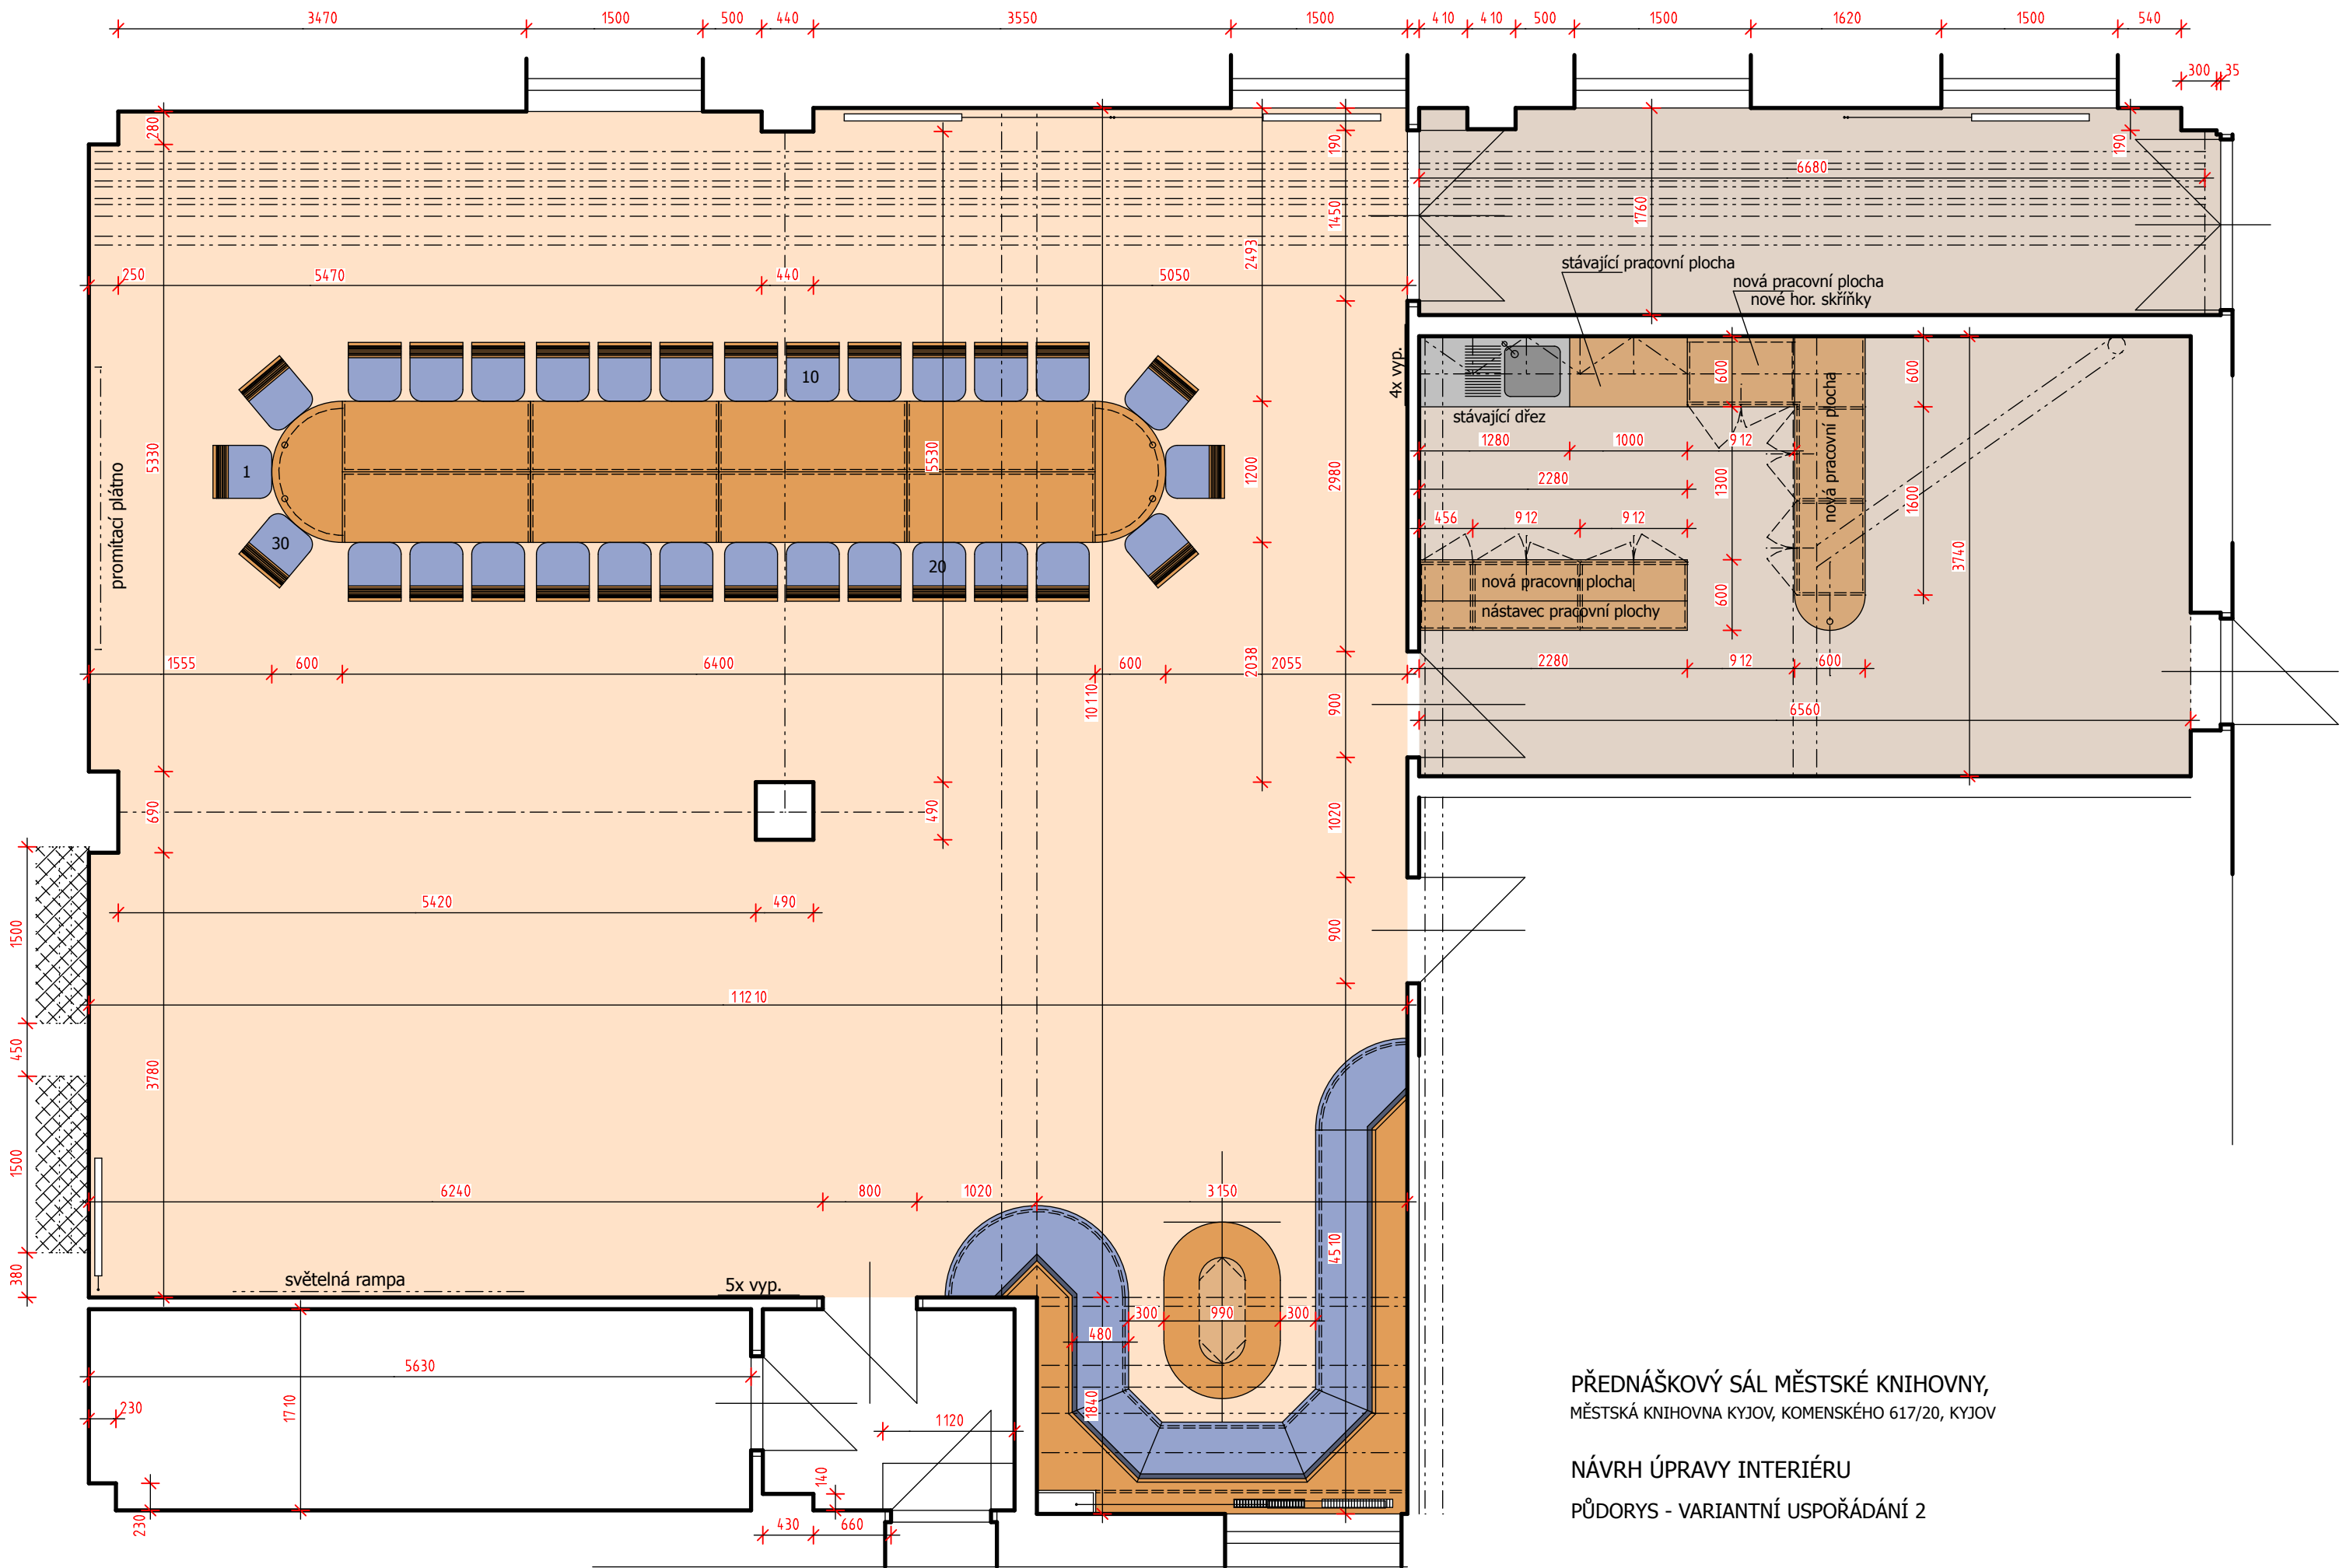 3470 1500 500 440 3550 1500 410 410 500 1500 1620 1500 540
300 35
280 190 190
6680
1450 1760
2493
250 5470 440 5050
stávající pracovní plocha
nová pracovní plocha
nové hor. skříňky
4x vyp.
10
600 600
nová pracovní plocha
stávající dřez
1280 1000 912
1
promítací plátno
5330 5530 1200 2980
2280
1300 1600
456 912 912
30
20
3740
nová pracovní plocha
nástavec pracovní plochy
600
1555 600 6400 600 2038 2055
2280 912 600
10110 900
6560
690 490 1020
5420 490
1500 900
11210
450 3780
1500
6240 800 1020 3150
4510
380
světelná rampa
5x vyp.
300 990 300
480
5630
230 1710 1840
1120
140
230
430 660
PŘEDNÁŠKOVÝ SÁL MĚSTSKÉ KNIHOVNY,
MĚSTSKÁ KNIHOVNA KYJOV, KOMENSKÉHO 617/20, KYJOV
NÁVRH ÚPRAVY INTERIÉRU
PŮDORYS - VARIANTNÍ USPOŘÁDÁNÍ 2